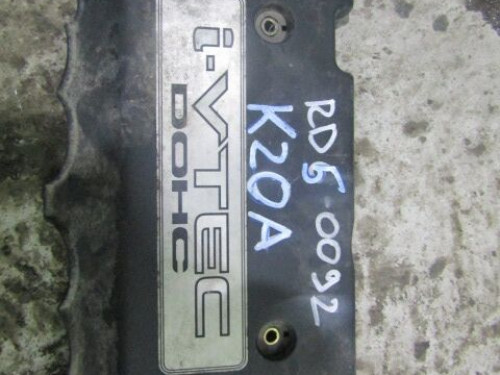 i-VTEC
DOHC
K20A
RD5-0092